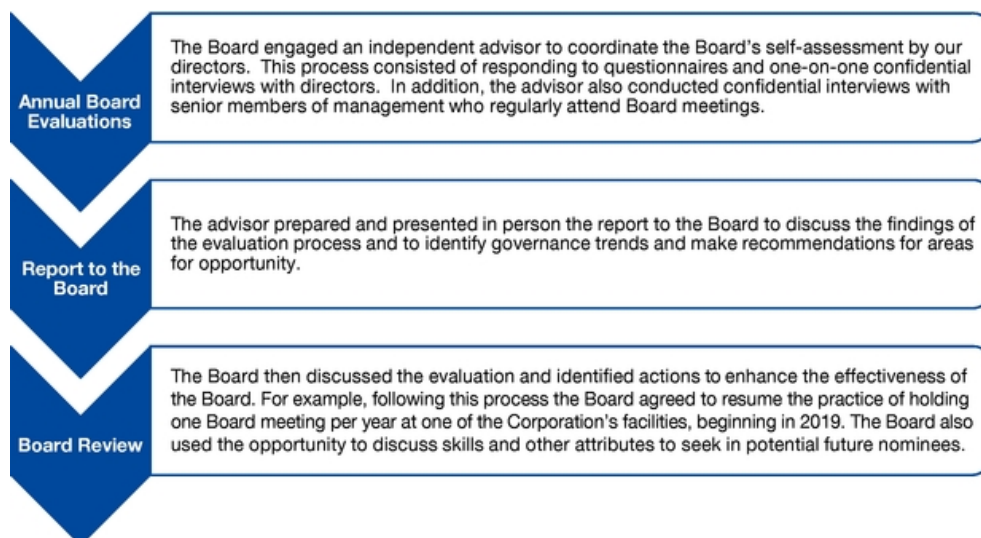 Annual Board
Evaluations
The Board engaged an independent advisor to coordinate the Board's self-assessment by our
directors. This process consisted of responding to questionnaires and one-on-one confidential
interviews with directors. In addition, the advisor also conducted confidential interviews with
senior members of management who regularly attend Board meetings.
Report to the
Board
The advisor prepared and presented in person the report to the Board to discuss the findings of
the evaluation process and to identify governance trends and make recommendations for areas
for opportunity.
Board Review
The Board then discussed the evaluation and identified actions to enhance the effectiveness of
the Board. For example, following this process the Board agreed to resume the practice of holding
one Board meeting per year at one of the Corporation's facilities, beginning in 2019. The Board also
used the opportunity to discuss skills and other attributes to seek in potential future nominees.